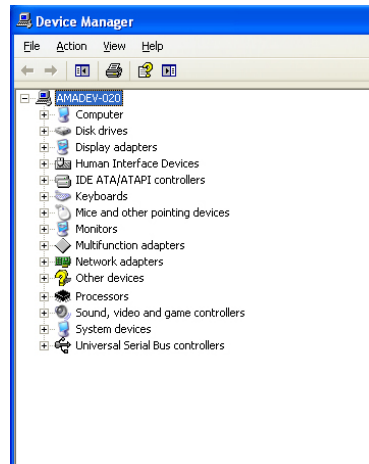 Device Manager
File Action View Help
AMADEV-020
Computer
Disk drives
Display adapters
Human Interface Devices
IDE ATA/ATAPI controllers
Keyboards
Mice and other pointing devices
Monitors
Multifunction adapters
Network adapters
Other devices
Processors
Sound, video and game controllers
System devices
Universal Serial Bus controllers